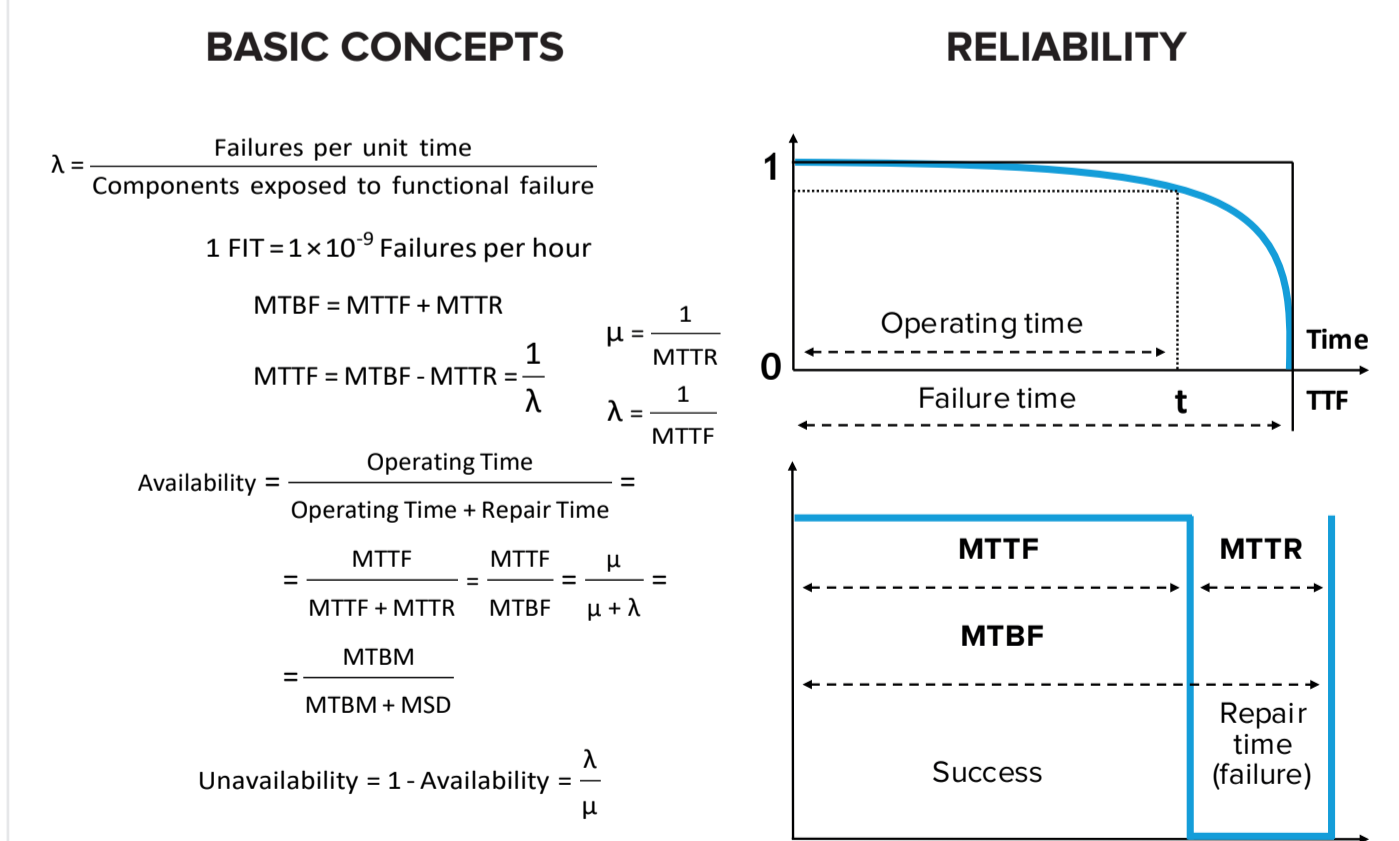 BASIC CONCEPTS
λ = Failures per unit time / Components exposed to functional failure
1 FIT = 1 × 10⁻⁹ Failures per hour
MTBF = MTTF + MTTR
μ = 1 / MTTR
MTTF = MTBF - MTTR = 1 / λ
λ = 1 / MTTF
Availability = Operating Time / Operating Time + Repair Time =
= MTTF / MTTF + MTTR = MTTF / MTBF = μ / μ + λ =
= MTBM / MTBM + MSD
Unavailability = 1 - Availability = λ / μ
RELIABILITY
1
Operating time
Time
0
Failure time
t
TTF
MTTF
MTTR
MTBF
Repair
time
(failure)
Success